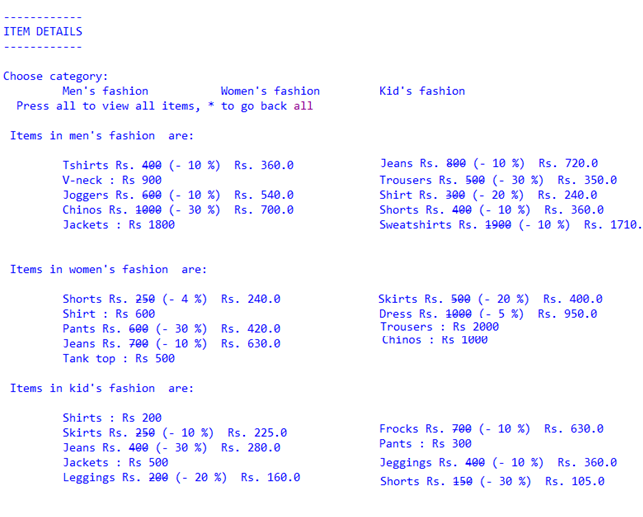 ------------
ITEM DETAILS
------------
Choose category:
Men's fashion Women's fashion Kid's fashion
Press all to view all items, * to go back all
Items in men's fashion are:
Tshirts Rs. 400 (- 10 %) Rs. 360.0 Jeans Rs. 800 (- 10 %) Rs. 720.0
V-neck : Rs 900 Trousers Rs. 500 (- 30 %) Rs. 350.0
Joggers Rs. 600 (- 10 %) Rs. 540.0 Shirt Rs. 300 (- 20 %) Rs. 240.0
Chinos Rs. 1000 (- 30 %) Rs. 700.0 Shorts Rs. 400 (- 10 %) Rs. 360.0
Jackets : Rs 1800 Sweatshirts Rs. 1900 (- 10 %) Rs. 1710.
Items in women's fashion are:
Shorts Rs. 250 (- 4 %) Rs. 240.0 Skirts Rs. 500 (- 20 %) Rs. 400.0
Shirt : Rs 600 Dress Rs. 1000 (- 5 %) Rs. 950.0
Pants Rs. 600 (- 30 %) Rs. 420.0 Trousers : Rs 2000
Jeans Rs. 700 (- 10 %) Rs. 630.0 Chinos : Rs 1000
Tank top : Rs 500
Items in kid's fashion are:
Shirts : Rs 200
Skirts Rs. 250 (- 10 %) Rs. 225.0 Frocks Rs. 700 (- 10 %) Rs. 630.0
Jeans Rs. 400 (- 30 %) Rs. 280.0 Pants : Rs 300
Jackets : Rs 500 Jeggings Rs. 400 (- 10 %) Rs. 360.0
Leggings Rs. 200 (- 20 %) Rs. 160.0 Shorts Rs. 150 (- 30 %) Rs. 105.0